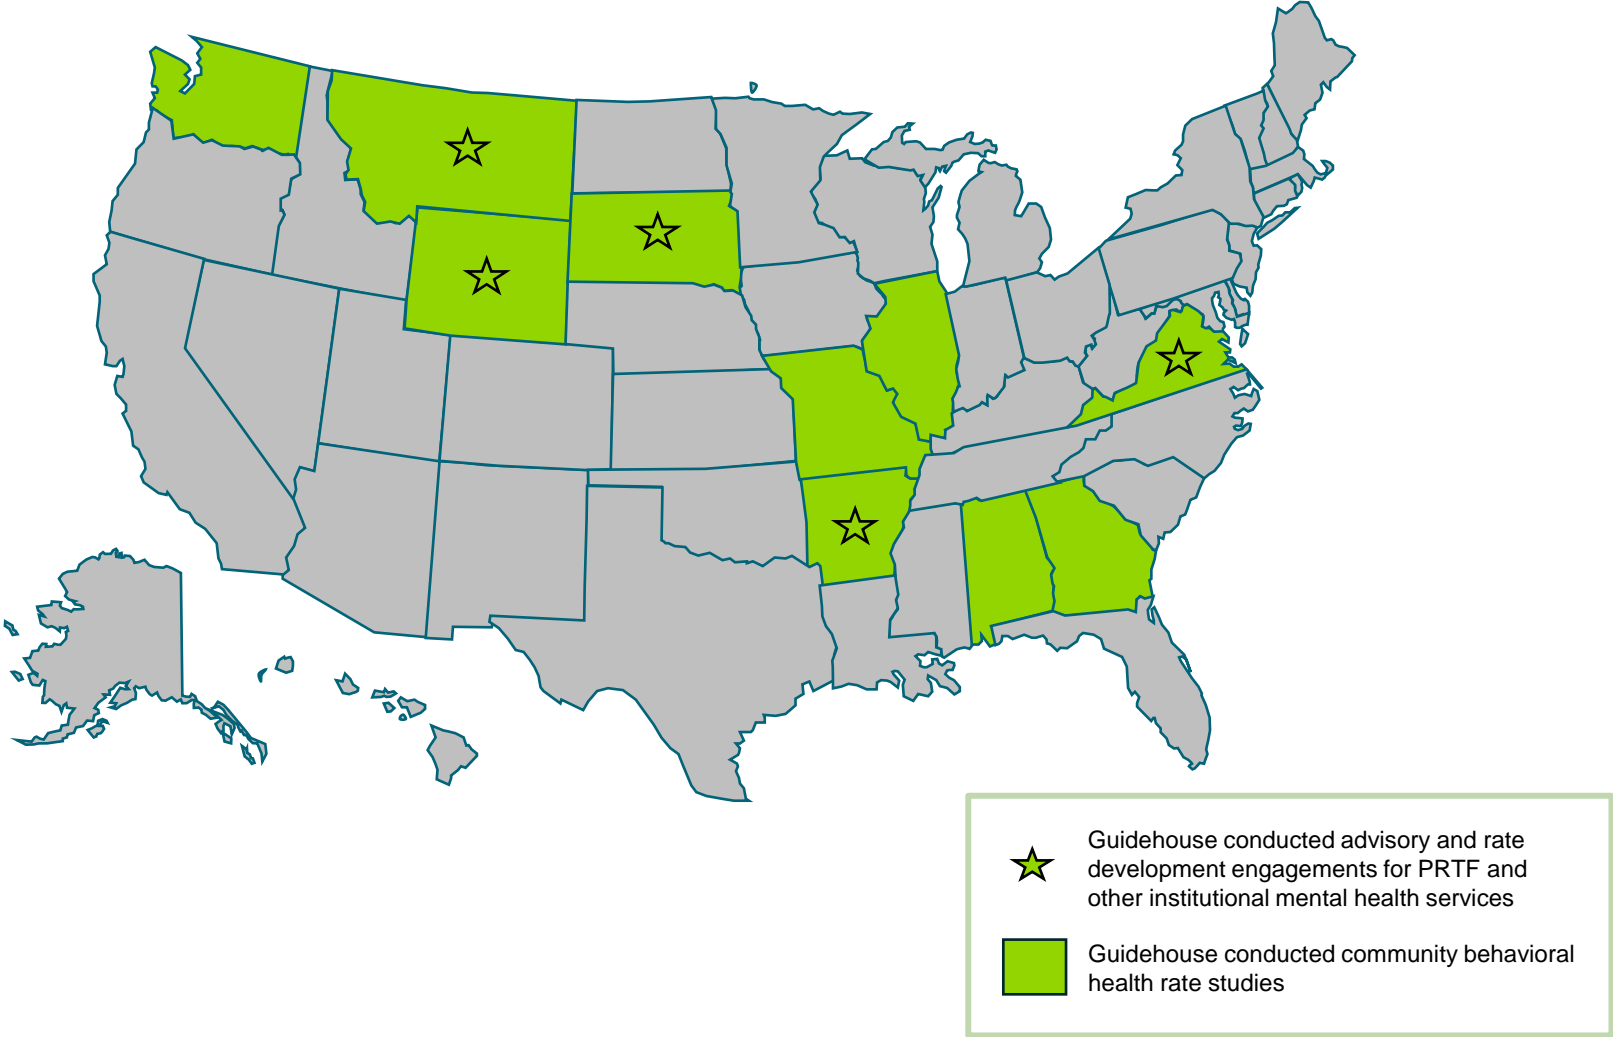 Guidehouse conducted advisory and rate
development engagements for PRTF and
other institutional mental health services
Guidehouse conducted community behavioral
health rate studies